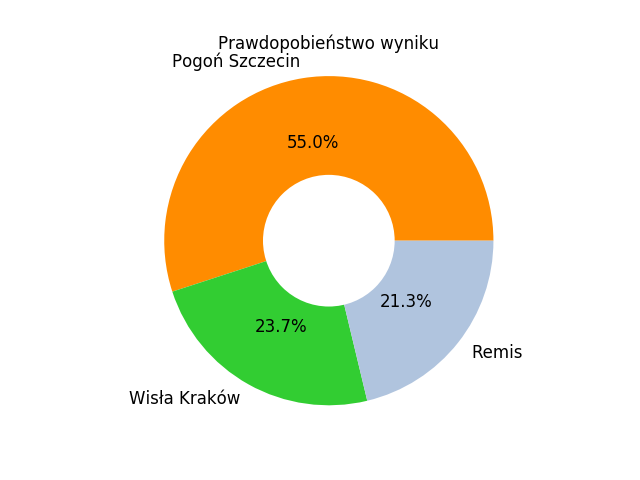 Prawdopobieństwo wyniku
Pogoń Szczecin
55.0%
21.3%
23.7%
Remis
Wisła Kraków